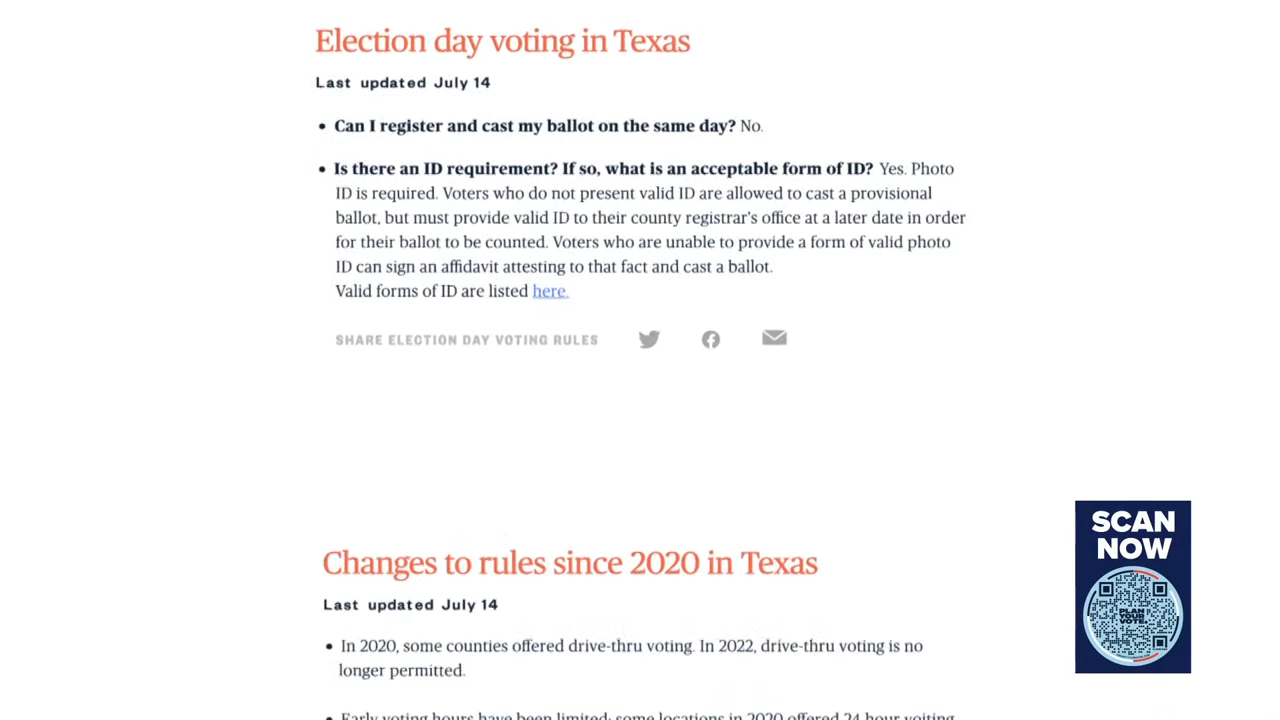 Election day voting in Texas
Last updated July 14
• Can I register and cast my ballot on the same day? No.
• Is there an ID requirement? If so, what is an acceptable form of ID? Yes. Photo
ID is required. Voters who do not present valid ID are allowed to cast a provisional
ballot, but must provide valid ID to their county registrar's office at a later date in order
for their ballot to be counted. Voters who are unable to provide a form of valid photo
ID can sign an affidavit attesting to that fact and cast a ballot.
Valid forms of ID are listed here.
SHARE ELECTION DAY VOTING RULES
Changes to rules since 2020 in Texas
Last updated July 14
• In 2020, some counties offered drive-thru voting. In 2022, drive-thru voting is no
longer permitted.
• Early voting hours have been limited; some locations in 2020 offered 24 hour voiting
SCAN
NOW
PLAN
YOUR
VOTE.